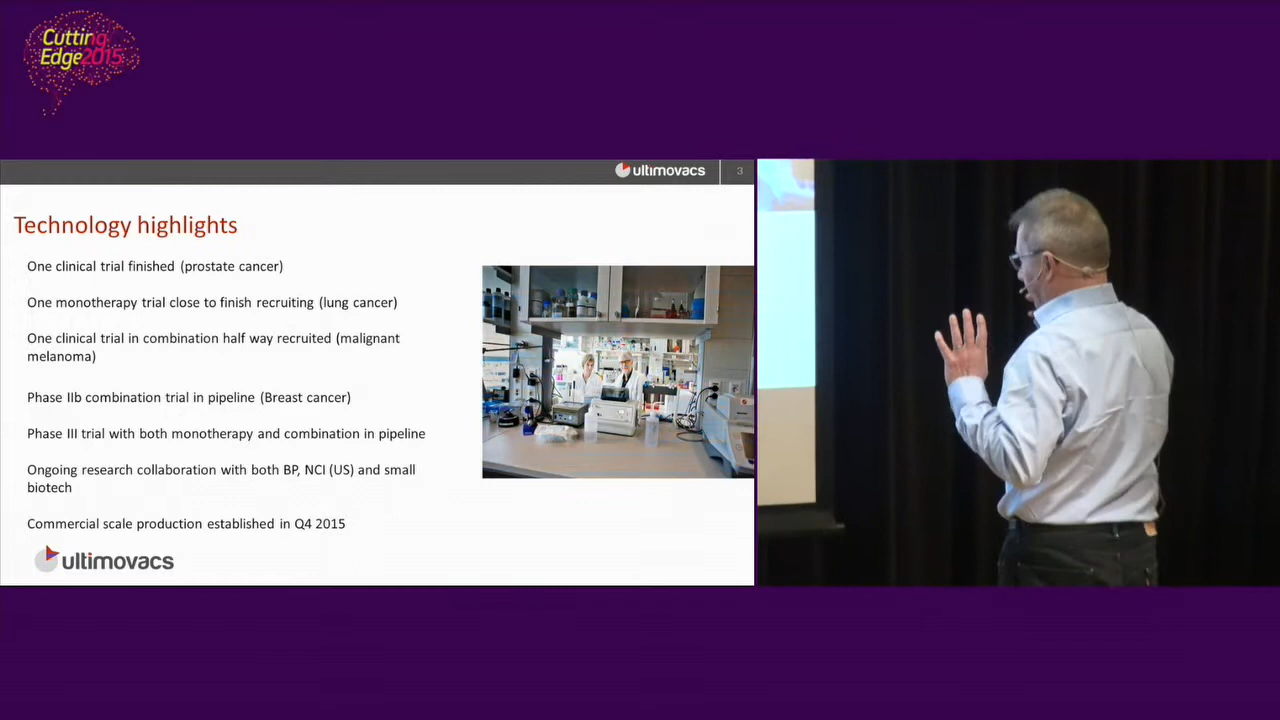 Cutting
Edge2015
ultimovacs
3
Technology highlights
One clinical trial finished (prostate cancer)
One monotherapy trial close to finish recruiting (lung cancer)
One clinical trial in combination half way recruited (malignant
melanoma)
Phase IIb combination trial in pipeline (Breast cancer)
Phase III trial with both monotherapy and combination in pipeline
Ongoing research collaboration with both BP, NCI (US) and small
biotech
Commercial scale production established in Q4 2015
ultimovacs